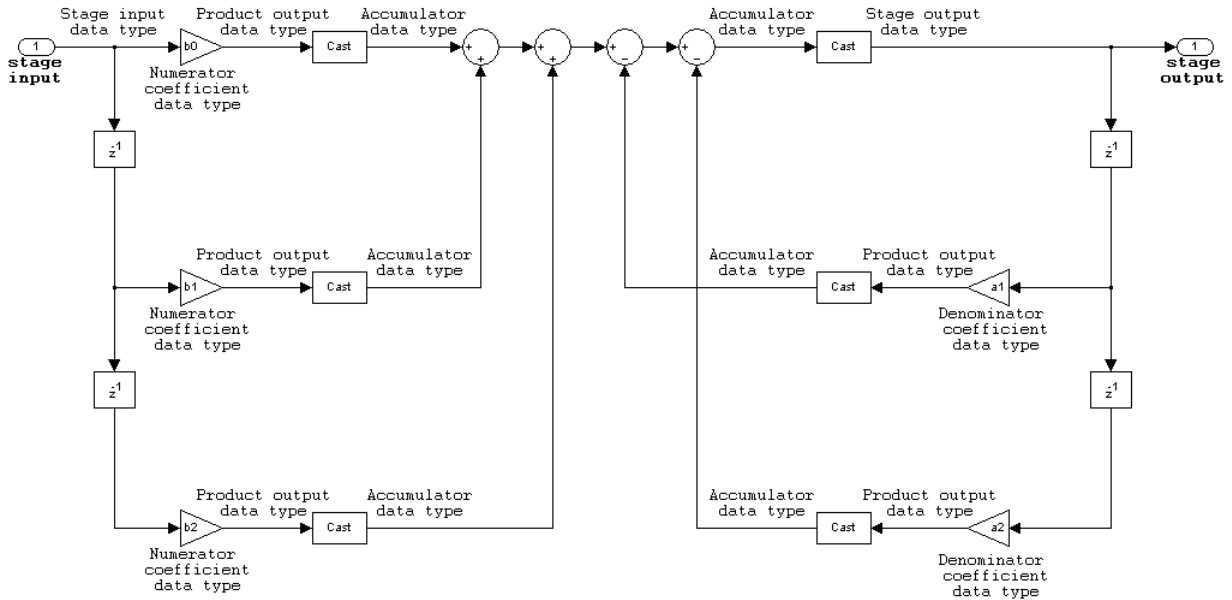 Stage input
data type
Product output
data type
Accumulator
data type
Accumulator
data type
Stage output
data type
1
stage
input
b0
Cast
+
+
+
+
+
−
+
−
Cast
1
stage
output
Numerator
coefficient
data type
z-1
z-1
Product output
data type
Accumulator
data type
Accumulator
data type
Product output
data type
b1
Cast
Cast
a1
Numerator
coefficient
data type
Denominator
coefficient
data type
z-1
z-1
Product output
data type
Accumulator
data type
Accumulator
data type
Product output
data type
b2
Cast
Cast
a2
Numerator
coefficient
data type
Denominator
coefficient
data type